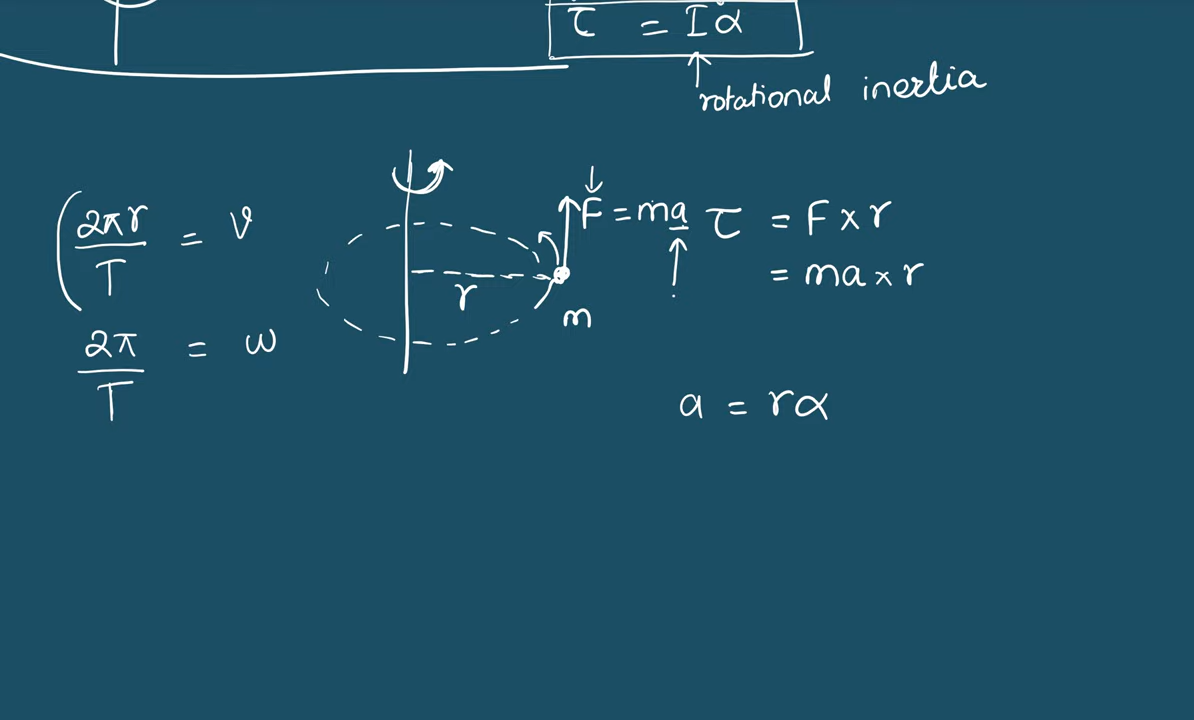 τ = Iα
rotational inertia
2πr/T = v
F = ma
τ = F × r
= ma × r
r
m
2π/T = ω
a = rα